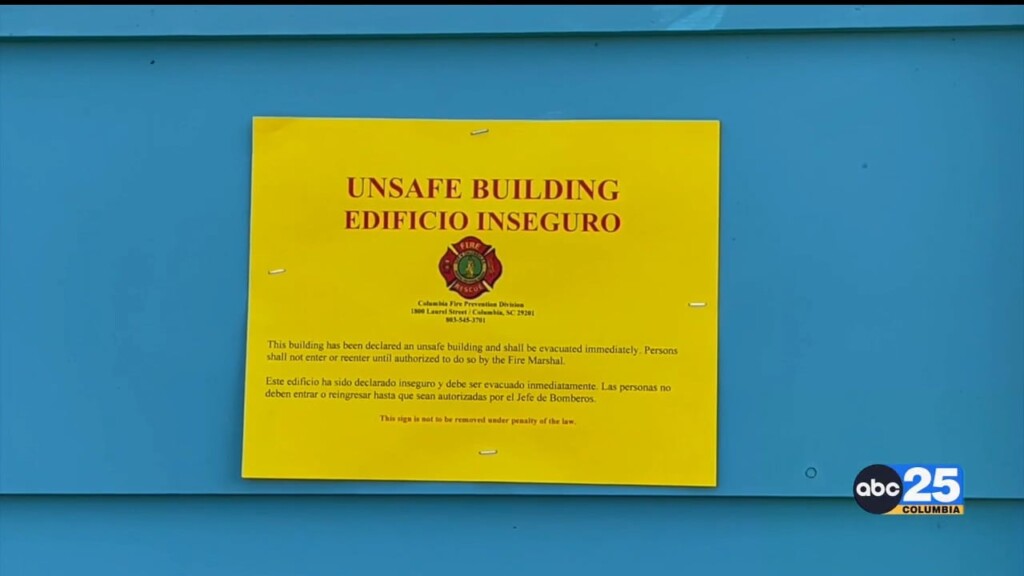 UNSAFE BUILDING
EDIFICIO INSEGURO
FIRE
RESCUE
Columbia Fire Prevention Division
1800 Laurel Street / Columbia, SC 29201
803-545-3701
This building has been declared an unsafe building and shall be evacuated immediately. Persons
shall not enter or reenter until authorized to do so by the Fire Marshal.
Este edificio ha sido declarado inseguro y debe ser evacuado inmediatamente. Las personas no
deben entrar o reingresar hasta que sean autorizadas por el Jefe de Bomberos.
This sign is not to be removed under penalty of the law.
abc 25
COLUMBIA